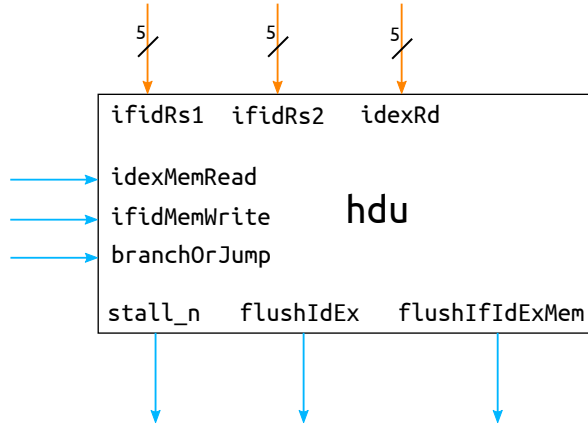 5 5 5
ifidRs1 ifidRs2 idexRd
idexMemRead
ifidMemWrite
branchOrJump
hdu
stall_n flushIdEx flushIfIdExMem